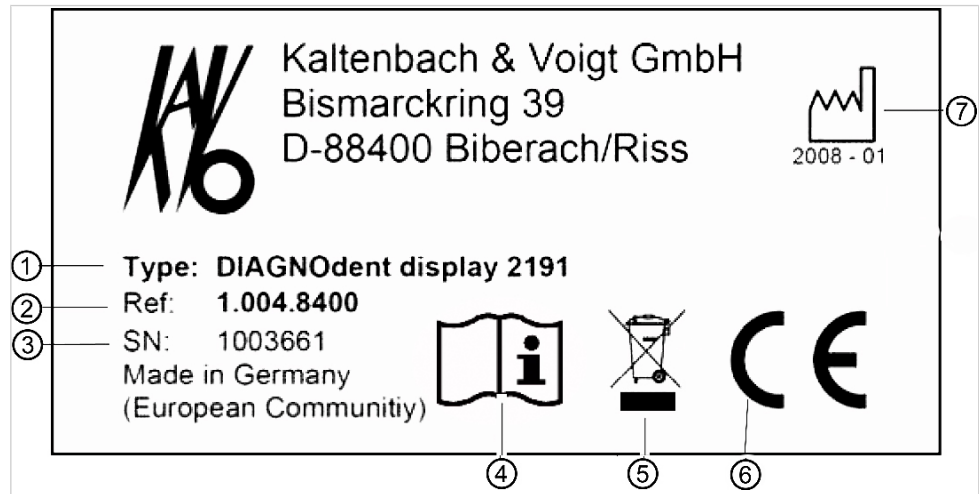 KAVO
Kaltenbach & Voigt GmbH
Bismarckring 39
D-88400 Biberach/Riss
2008 - 01
7
1 Type: DIAGNOdent display 2191
2 Ref: 1.004.8400
3 SN: 1003661
Made in Germany
(European Communitiy)
i
CE
4 5 6